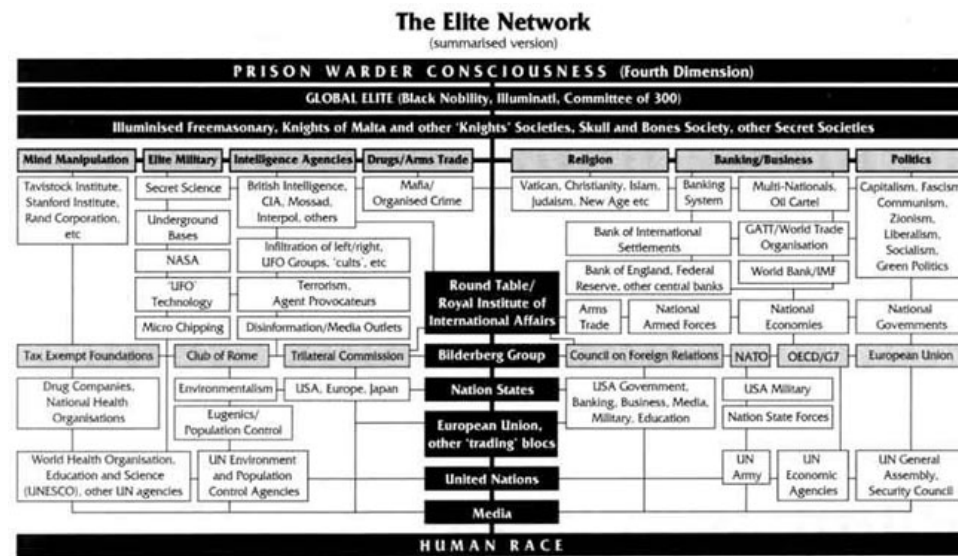 The Elite Network
(summarised version)
PRISON WARDER CONSCIOUSNESS (Fourth Dimension)
GLOBAL ELITE (Black Nobility, Illuminati, Committee of 300)
Illuminised Freemasonary, Knights of Malta and other 'Knights' Societies, Skull and Bones Society, other Secret Societies
Mind Manipulation
Elite Military
Intelligence Agencies
Drugs/Arms Trade
Religion
Banking/Business
Politics
Tavistock Institute,
Stanford Institute,
Rand Corporation,
etc
Secret Science
Underground
Bases
NASA
'UFO'
Technology
Micro Chipping
British Intelligence,
CIA, Mossad,
Interpol, others
Infiltration of left/right,
UFO Groups, 'cults', etc
Terrorism,
Agent Provocateurs
Disinformation/Media Outlets
Mafia/
Organised Crime
Vatican, Christianity, Islam,
Judaism, New Age etc
Banking
System
Multi-Nationals,
Oil Cartel
Bank of International
Settlements
GATT/World Trade
Organisation
Bank of England, Federal
Reserve, other central banks
World Bank/IMF
Capitalism, Fascism
Communism,
Zionism,
Liberalism,
Socialism,
Green Politics
Round Table/
Royal Institute of
International Affairs
Arms
Trade
National
Armed Forces
National
Economies
National
Governments
Tax Exempt Foundations
Club of Rome
Trilateral Commission
Bilderberg Group
Council on Foreign Relations
NATO
OECD/G7
European Union
Drug Companies,
National Health
Organisations
Environmentalism
Eugenics/
Population Control
USA, Europe, Japan
Nation States
USA Government,
Banking, Business, Media,
Military, Education
USA Military
Nation State Forces
European Union,
other 'trading' blocs
World Health Organisation,
Education and Science
(UNESCO), other UN agencies
UN Environment
and Population
Control Agencies
United Nations
UN
Army
UN
Economic
Agencies
UN General
Assembly,
Security Council
Media
HUMAN RACE